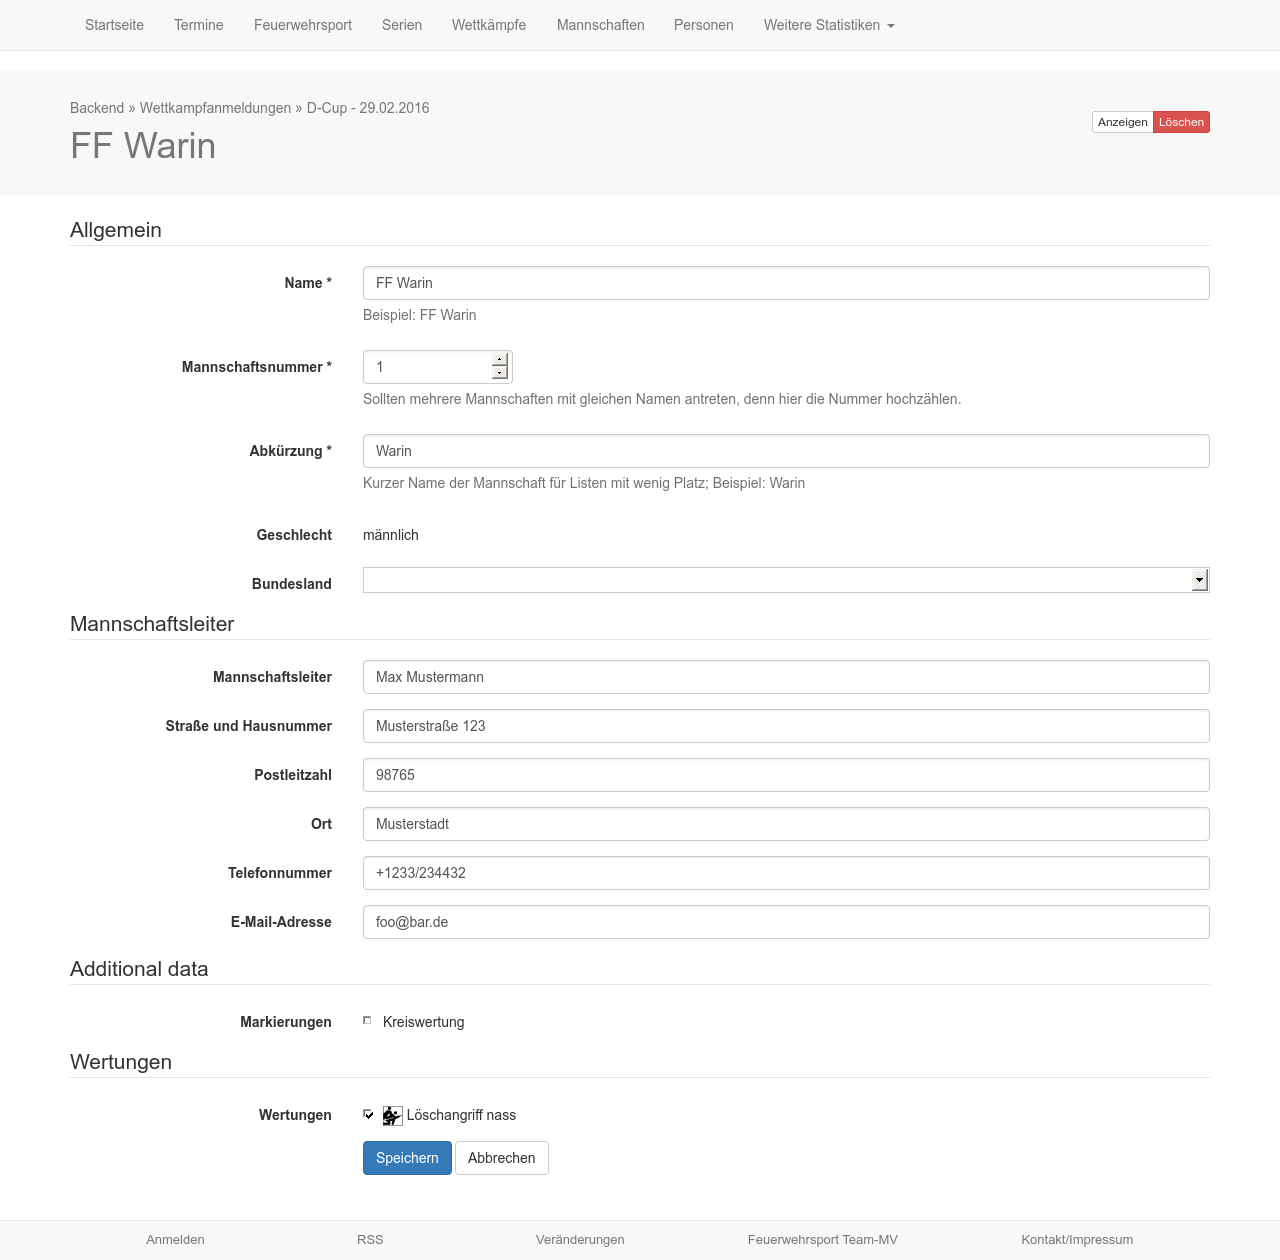 Startseite Termine Feuerwehrsport Serien Wettkämpfe Mannschaften Personen Weitere Statistiken
Backend » Wettkampfanmeldungen » D-Cup - 29.02.2016
Anzeigen Löschen
FF Warin
Allgemein
Name * FF Warin
Beispiel: FF Warin
Mannschaftsnummer * 1
Sollten mehrere Mannschaften mit gleichen Namen antreten, denn hier die Nummer hochzählen.
Abkürzung * Warin
Kurzer Name der Mannschaft für Listen mit wenig Platz; Beispiel: Warin
Geschlecht männlich
Bundesland
Mannschaftsleiter
Mannschaftsleiter Max Mustermann
Straße und Hausnummer Musterstraße 123
Postleitzahl 98765
Ort Musterstadt
Telefonnummer +1233/234432
E-Mail-Adresse foo@bar.de
Additional data
Markierungen Kreiswertung
Wertungen
Wertungen Löschangriff nass
Speichern Abbrechen
Anmelden RSS Veränderungen Feuerwehrsport Team-MV Kontakt/Impressum